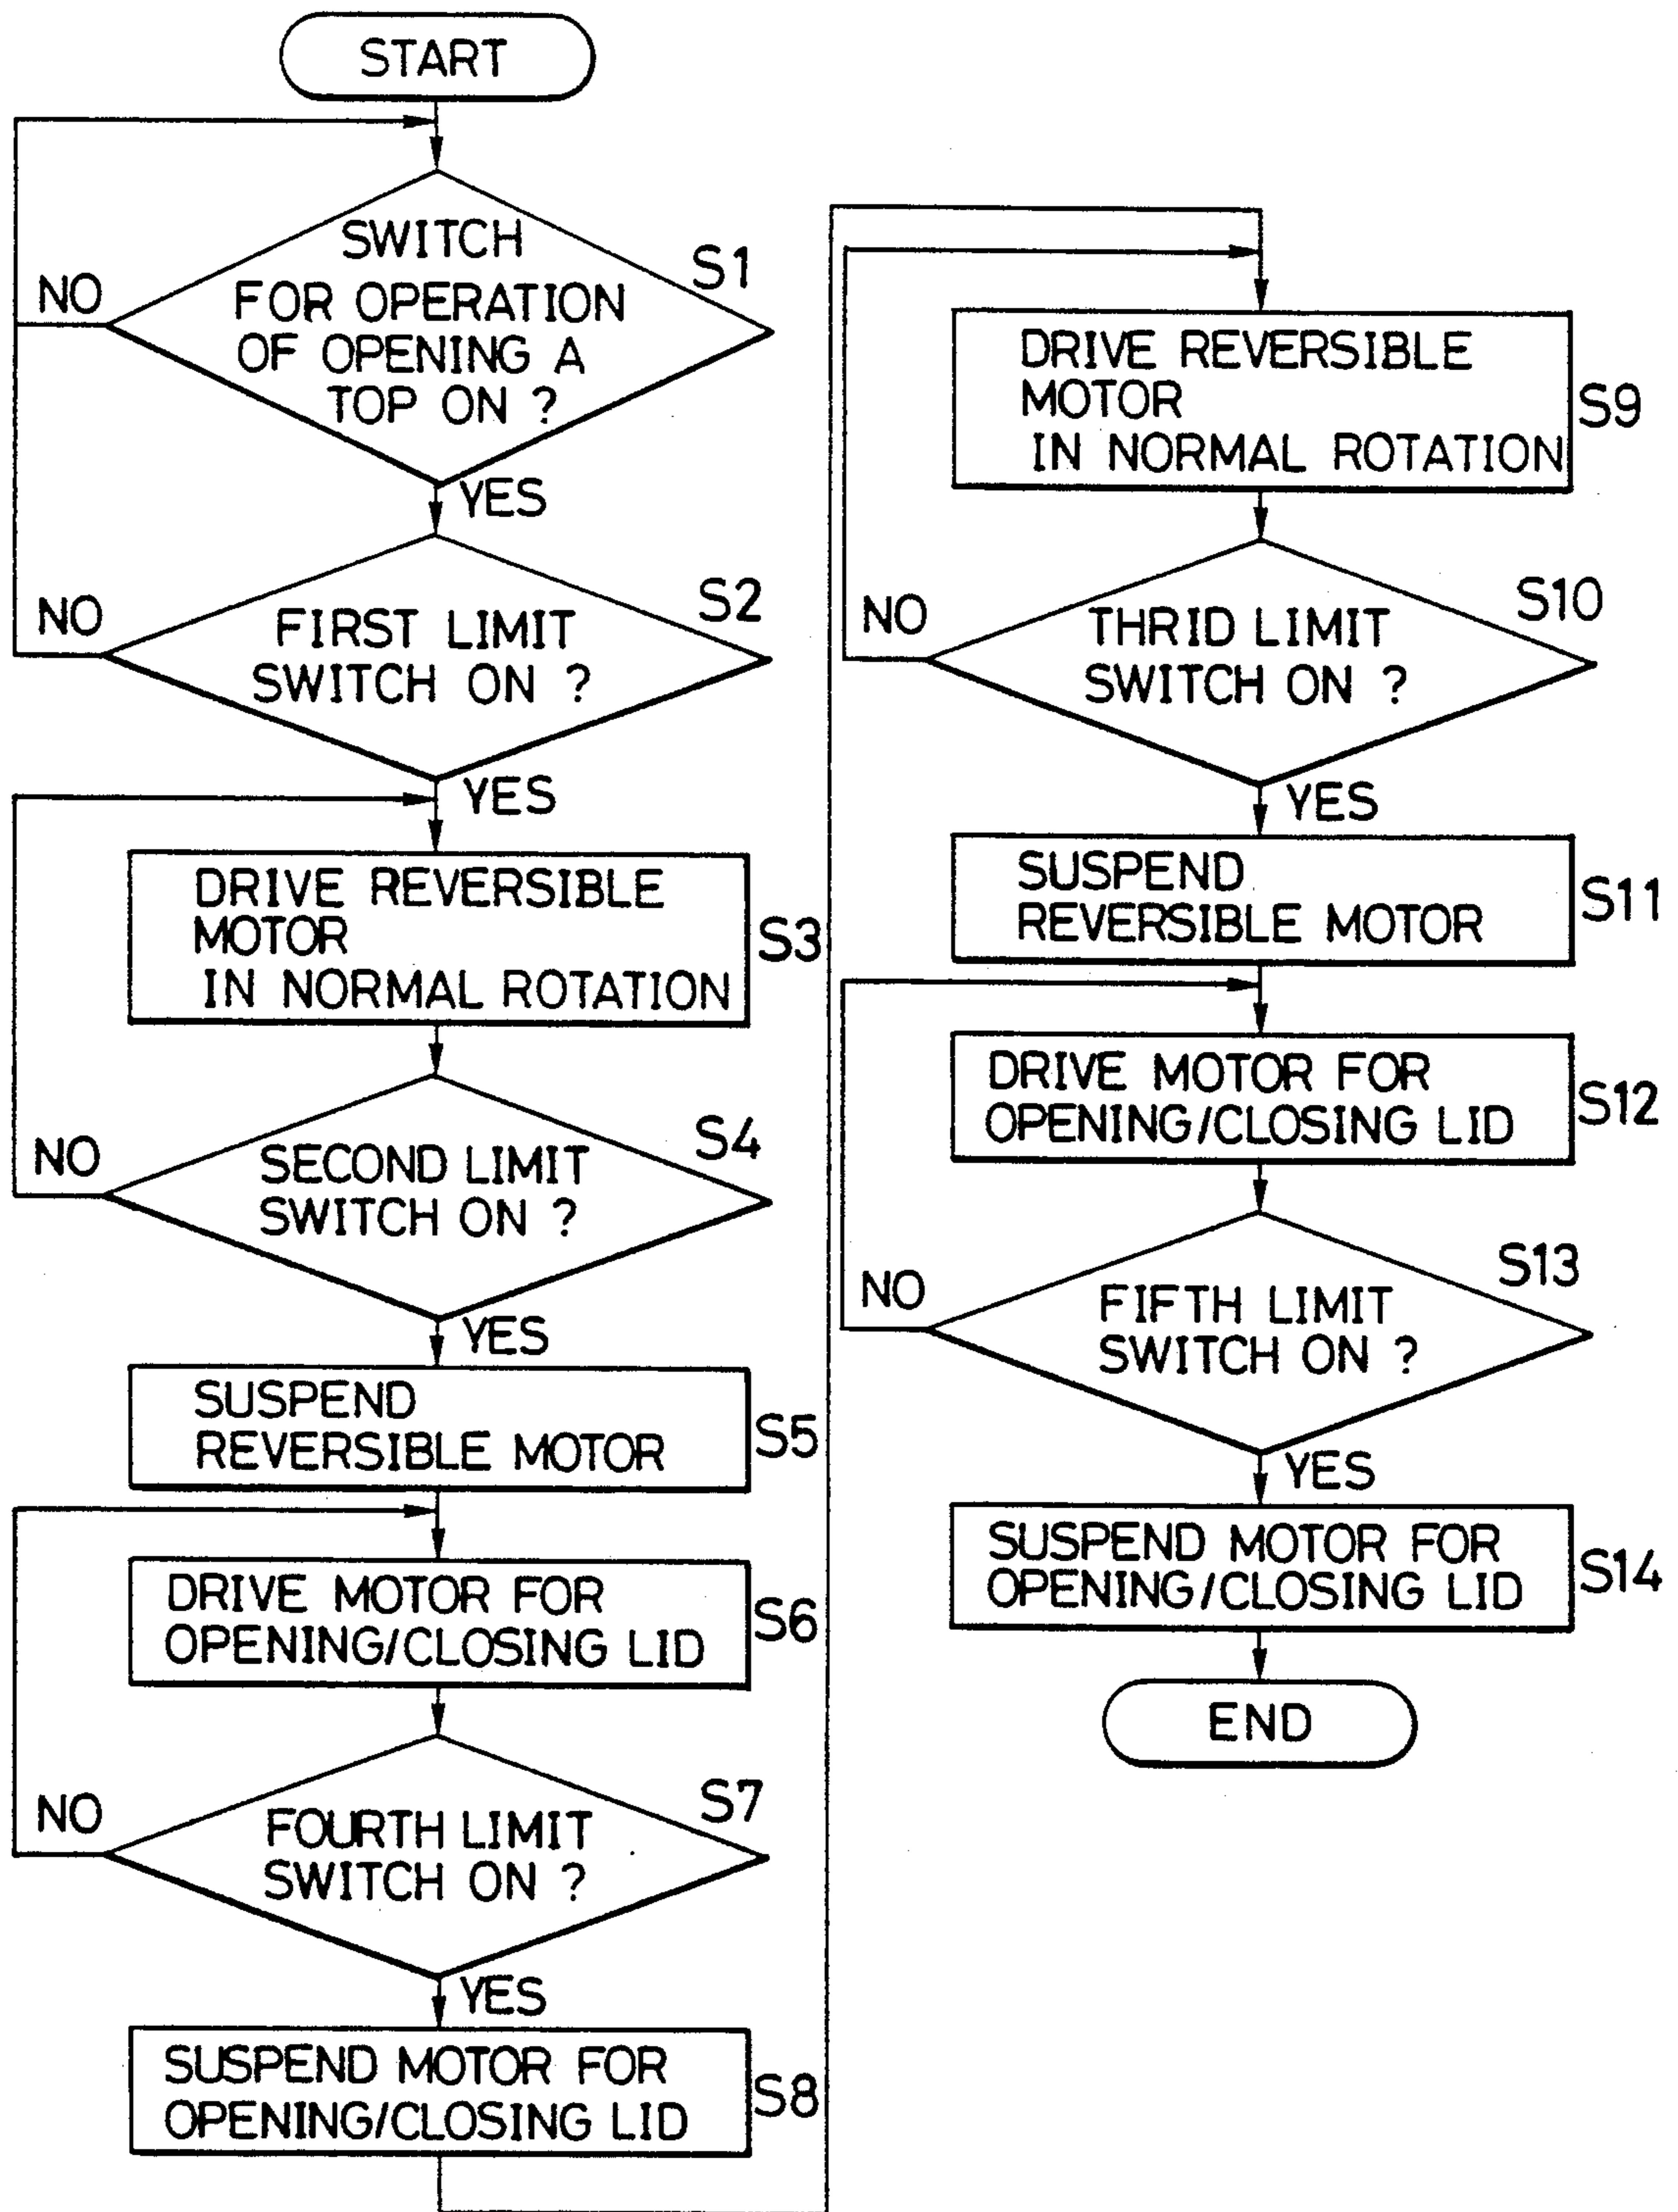 START
SWITCH
FOR OPERATION
OF OPENING A
TOP ON ?
S1
NO
YES
FIRST LIMIT
SWITCH ON ?
S2
NO
YES
DRIVE REVERSIBLE
MOTOR
IN NORMAL ROTATION
S3
SECOND LIMIT
SWITCH ON ?
S4
NO
YES
SUSPEND
REVERSIBLE MOTOR
S5
DRIVE MOTOR FOR
OPENING/CLOSING LID
S6
FOURTH LIMIT
SWITCH ON ?
S7
NO
YES
SUSPEND MOTOR FOR
OPENING/CLOSING LID
S8
DRIVE REVERSIBLE
MOTOR
IN NORMAL ROTATION
S9
THRID LIMIT
SWITCH ON ?
S10
NO
YES
SUSPEND
REVERSIBLE MOTOR
S11
DRIVE MOTOR FOR
OPENING/CLOSING LID
S12
FIFTH LIMIT
SWITCH ON ?
S13
NO
YES
SUSPEND MOTOR FOR
OPENING/CLOSING LID
S14
END